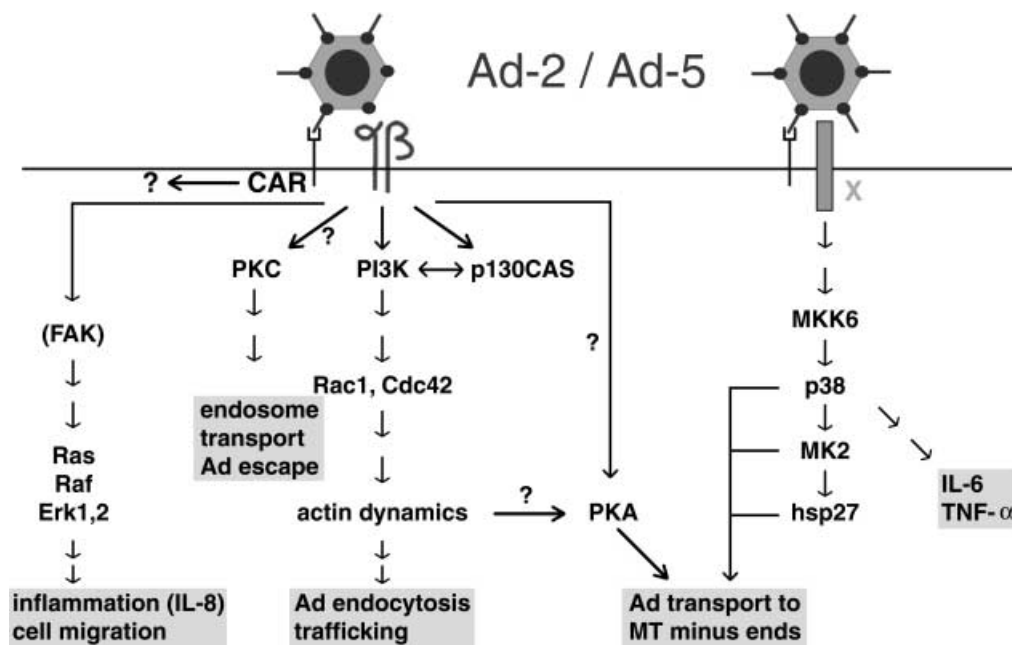 Ad-2 / Ad-5
αβ
? CAR
X
?
PKC
PI3K
p130CAS
MKK6
(FAK)
?
Rac1, Cdc42
p38
endosome
transport
Ad escape
MK2
Ras
Raf
Erk1,2
IL-6
TNF- α
?
actin dynamics
PKA
hsp27
inflammation (IL-8)
cell migration
Ad endocytosis
trafficking
Ad transport to
MT minus ends